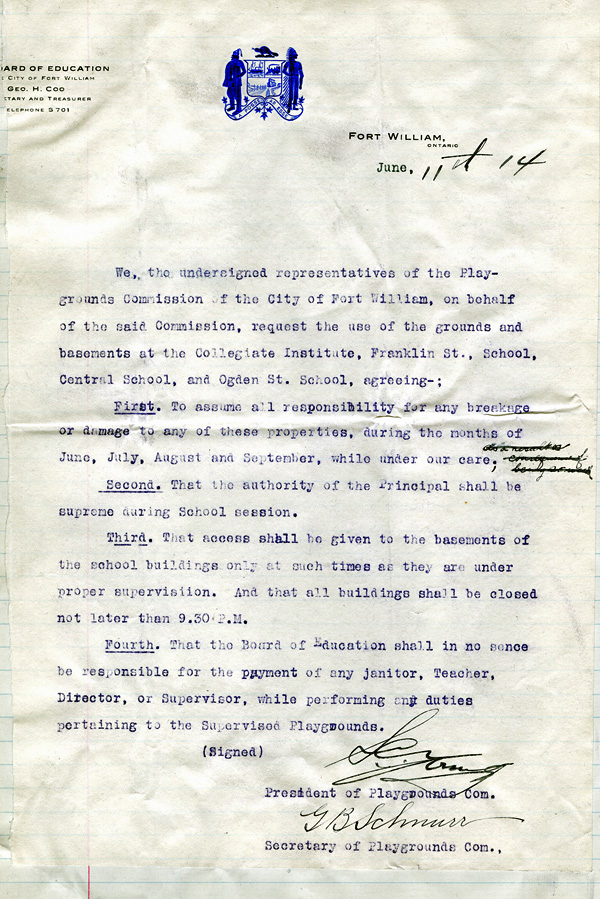 ARD OF EDUCATION
CITY OF FORT WILLIAM
GEO. H. COO
TARY AND TREASURER
ELEPHONE S 701
FORT WILLIAM,
ONTARIO
June, 11th 14
We, the undersigned representatives of the Play-
grounds Commission of the City of Fort William, on behalf
of the said Commission, request the use of the grounds and
basements at the Collegiate Institute, Franklin St., School,
Central School, and Ogden St. School, agreeing-;
First. To assume all responsibility for any breakage
or damage to any of these properties, during the months of
June, July, August and September, while under our care;
Second. That the authority of the Principal shall be
supreme during School session.
Third. That access shall be given to the basements of
the school buildings only at such times as they are under
proper supervisiion. And that all buildings shall be closed
not later than 9.30 P.M.
Fourth. That the Board of Education shall in no sence
be responsible for the payment of any janitor, Teacher,
Director, or Supervisor, while performing any duties
pertaining to the Supervised Playgrounds.
(Signed)
Young
President of Playgrounds Com.
G B Schnurr
Secretary of Playgrounds Com.,